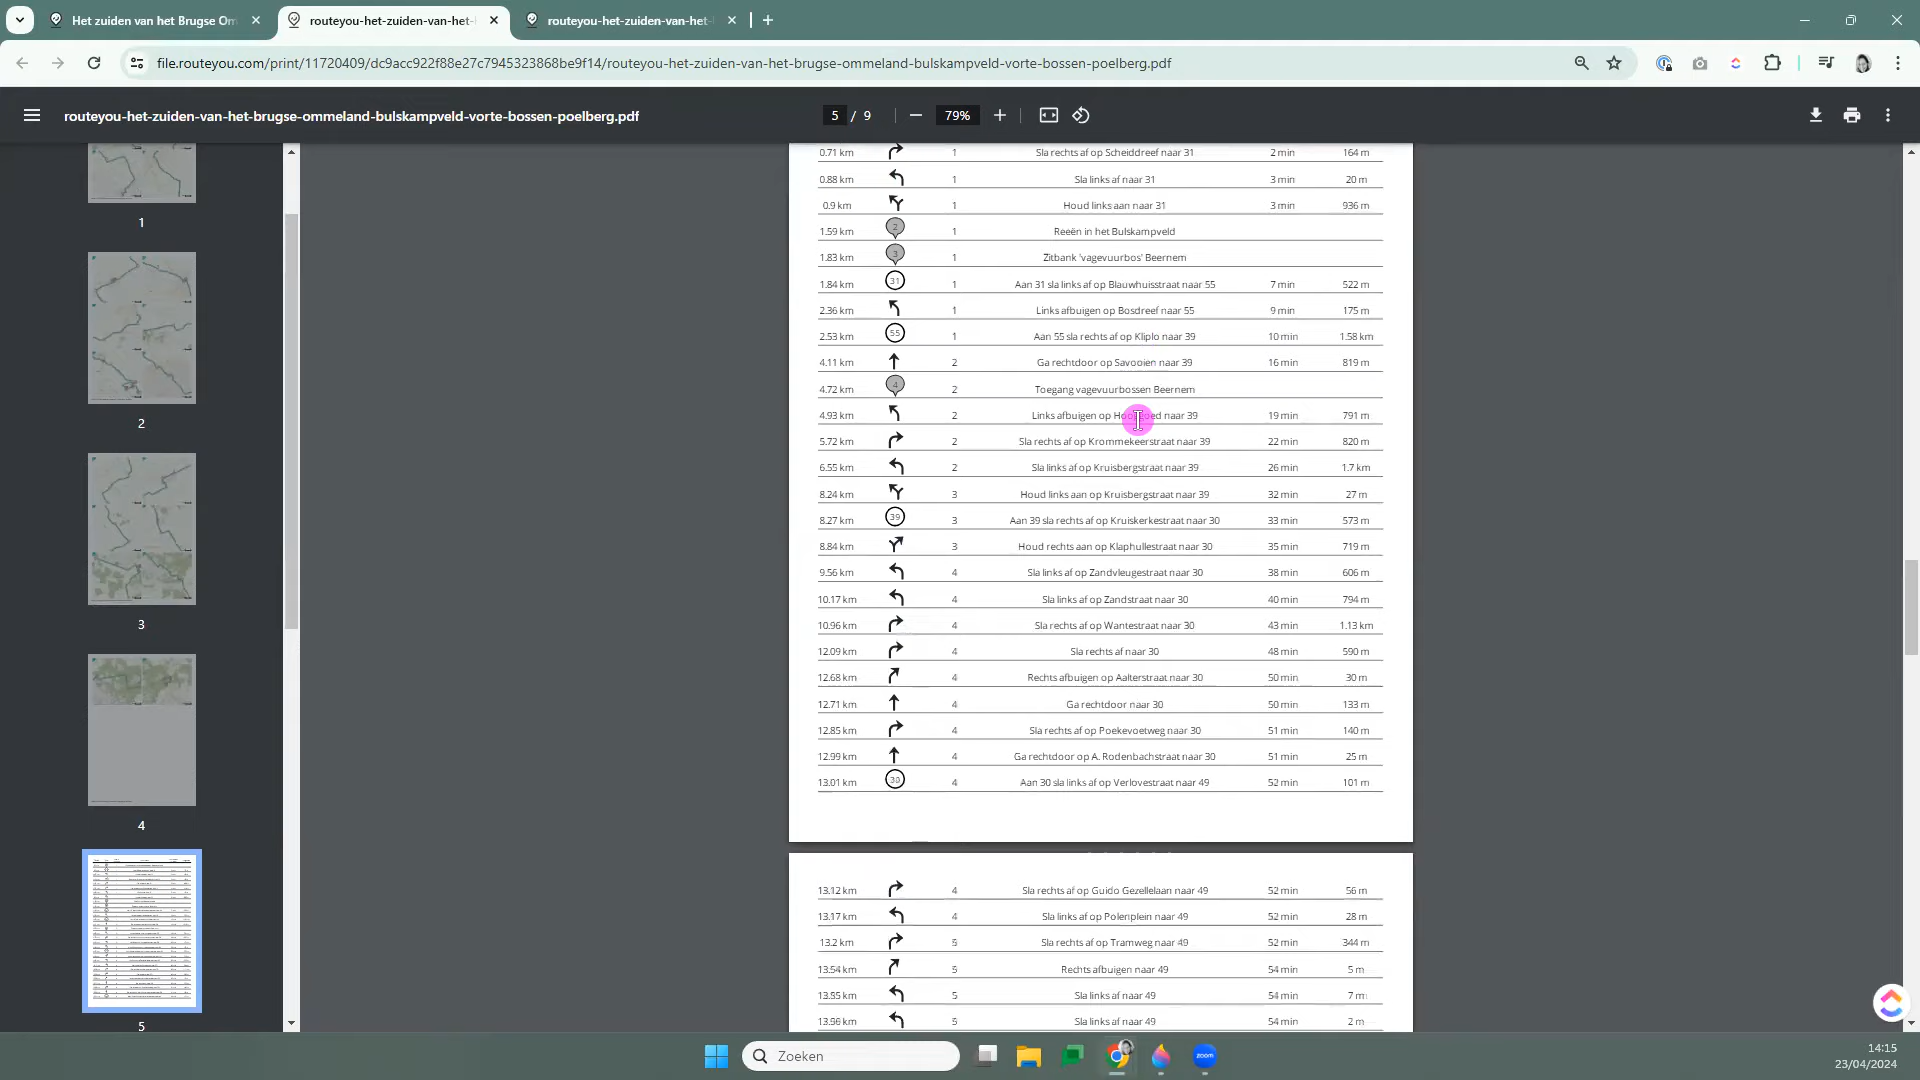 Het zuiden van het Brugse Om
routeyou-het-zuiden-van-het-
routeyou-het-zuiden-van-het-
file.routeyou.com/print/11720409/dc9acc922f88e27c7945323868be9f14/routeyou-het-zuiden-van-het-brugse-ommeland-bulskampveld-vorte-bossen-poelberg.pdf
routeyou-het-zuiden-van-het-brugse-ommeland-bulskampveld-vorte-bossen-poelberg.pdf
5 / 9
79%
1
2
3
4
5
0.71 km 1 Sla rechts af op Scheiddreef naar 31 2 min 164 m
0.88 km 1 Sla links af naar 31 3 min 20 m
0.9 km 1 Houd links aan naar 31 3 min 936 m
1.59 km 2 1 Reeën in het Bulskampveld
1.83 km 3 1 Zitbank 'vagevuurbos' Beernem
1.84 km 31 1 Aan 31 sla links af op Blauwhuisstraat naar 55 7 min 522 m
2.36 km 1 Links afbuigen op Bosdreef naar 55 9 min 175 m
2.53 km 55 1 Aan 55 sla rechts af op Kliplo naar 39 10 min 1.58 km
4.11 km 2 Ga rechtdoor op Savooien naar 39 16 min 819 m
4.72 km 4 2 Toegang vagevuurbossen Beernem
4.93 km 2 Links afbuigen op naar 39 19 min 791 m
5.72 km 2 Sla rechts af op Krommekeerstraat naar 39 22 min 820 m
6.55 km 2 Sla links af op Kruisbergstraat naar 39 26 min 1.7 km
8.24 km 3 Houd links aan op Kruisbergstraat naar 39 32 min 27 m
8.27 km 39 3 Aan 39 sla rechts af op Kruiskerkestraat naar 30 33 min 573 m
8.84 km 3 Houd rechts aan op Klaphullestraat naar 30 35 min 719 m
9.56 km 4 Sla links af op Zandvleugestraat naar 30 38 min 606 m
10.17 km 4 Sla links af op Zandstraat naar 30 40 min 794 m
10.96 km 4 Sla rechts af op Wantestraat naar 30 43 min 1.13 km
12.09 km 4 Sla rechts af naar 30 48 min 590 m
12.68 km 4 Rechts afbuigen op Aalterstraat naar 30 50 min 30 m
12.71 km 4 Ga rechtdoor naar 30 50 min 133 m
12.85 km 4 Sla rechts af op Poekevoetweg naar 30 51 min 140 m
12.99 km 4 Ga rechtdoor op A. Rodenbachstraat naar 30 51 min 25 m
13.01 km 30 4 Aan 30 sla links af op Verlovestraat naar 49 52 min 101 m
13.12 km 4 Sla rechts af op Guido Gezellelaan naar 49 52 min 56 m
13.17 km 4 Sla links af op Polenplein naar 49 52 min 28 m
13.2 km 5 Sla rechts af op Tramweg naar 49 52 min 344 m
13.54 km 5 Rechts afbuigen naar 49 54 min 5 m
13.55 km 5 Sla links af naar 49 54 min 7 m
13.56 km 5 Sla links af naar 49 54 min 2 m
Zoeken
zoom
14:15
23/04/2024